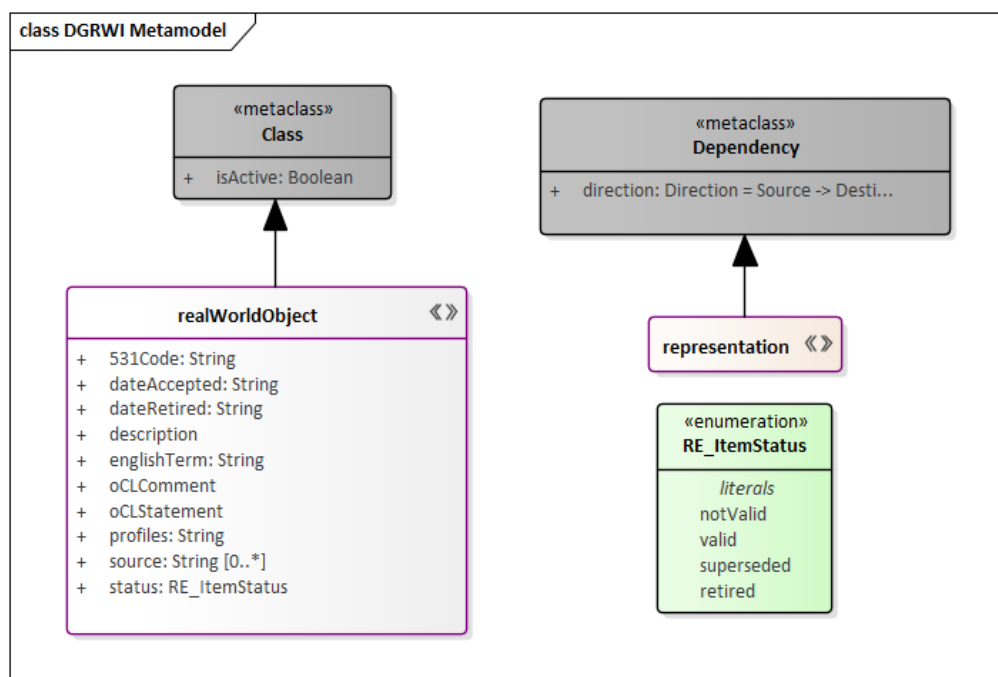 class DGRWI Metamodel
«metaclass»
Class
+ isActive: Boolean
«metaclass»
Dependency
+ direction: Direction = Source -> Desti...
realWorldObject «»
+ 531Code: String
+ dateAccepted: String
+ dateRetired: String
+ description
+ englishTerm: String
+ oCLComment
+ oCLStatement
+ profiles: String
+ source: String [0..*]
+ status: RE_ItemStatus
representation «»
«enumeration»
RE_ItemStatus
literals
notValid
valid
superseded
retired